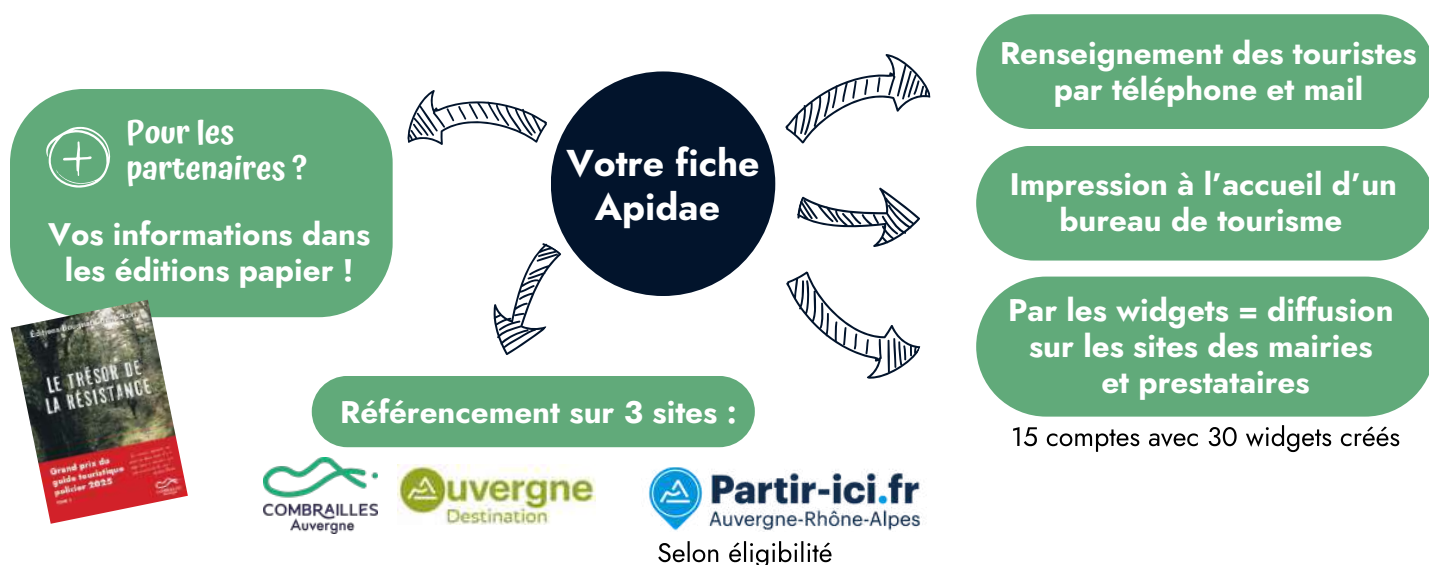 Pour les
partenaires ?
Vos informations dans
les éditions papier !
LE TRÉSOR DE
LA RÉSISTANCE
Grand prix du
guide touristique
policier 2025
Votre fiche
Apidae
Renseignement des touristes
par téléphone et mail
Impression à l’accueil d’un
bureau de tourisme
Par les widgets = diffusion
sur les sites des mairies
et prestataires
15 comptes avec 30 widgets créés
Référencement sur 3 sites :
COMBRAILLES
Auvergne
Auvergne
Destination
Partir-ici.fr
Auvergne-Rhône-Alpes
Selon éligibilité